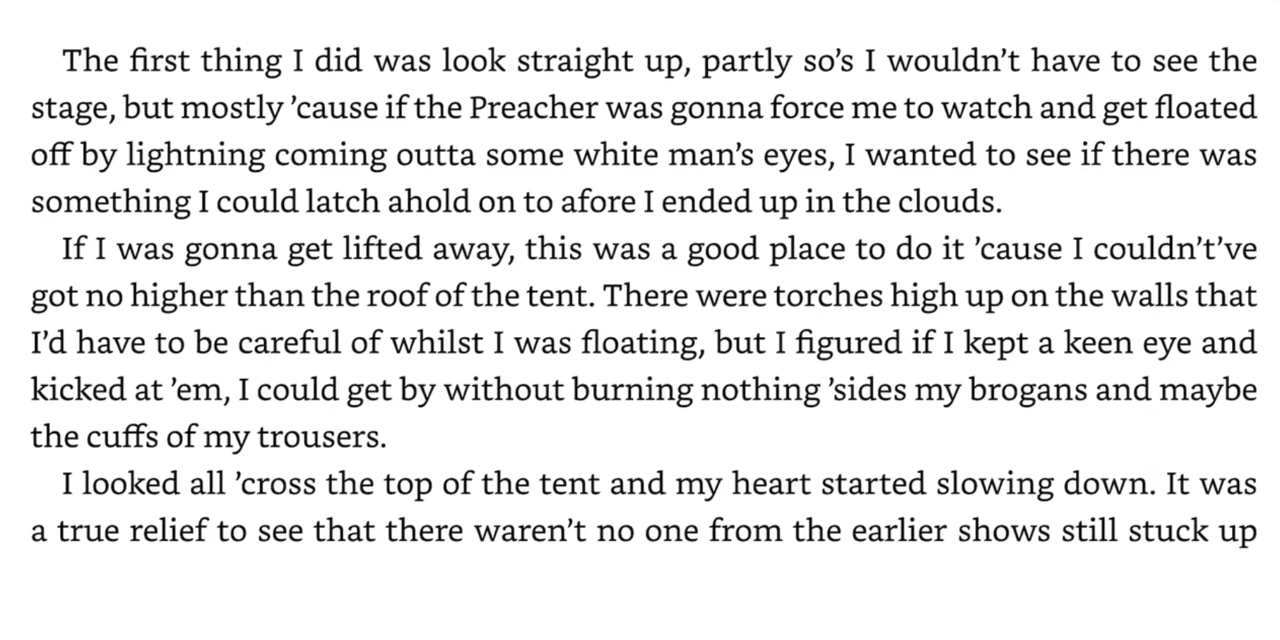 The first thing I did was look straight up, partly so’s I wouldn’t have to see the
stage, but mostly ’cause if the Preacher was gonna force me to watch and get floated
off by lightning coming outta some white man’s eyes, I wanted to see if there was
something I could latch ahold on to afore I ended up in the clouds.
If I was gonna get lifted away, this was a good place to do it ’cause I couldn’t’ve
got no higher than the roof of the tent. There were torches high up on the walls that
I’d have to be careful of whilst I was floating, but I figured if I kept a keen eye and
kicked at ’em, I could get by without burning nothing ’sides my brogans and maybe
the cuffs of my trousers.
I looked all ’cross the top of the tent and my heart started slowing down. It was
a true relief to see that there waren’t no one from the earlier shows still stuck up